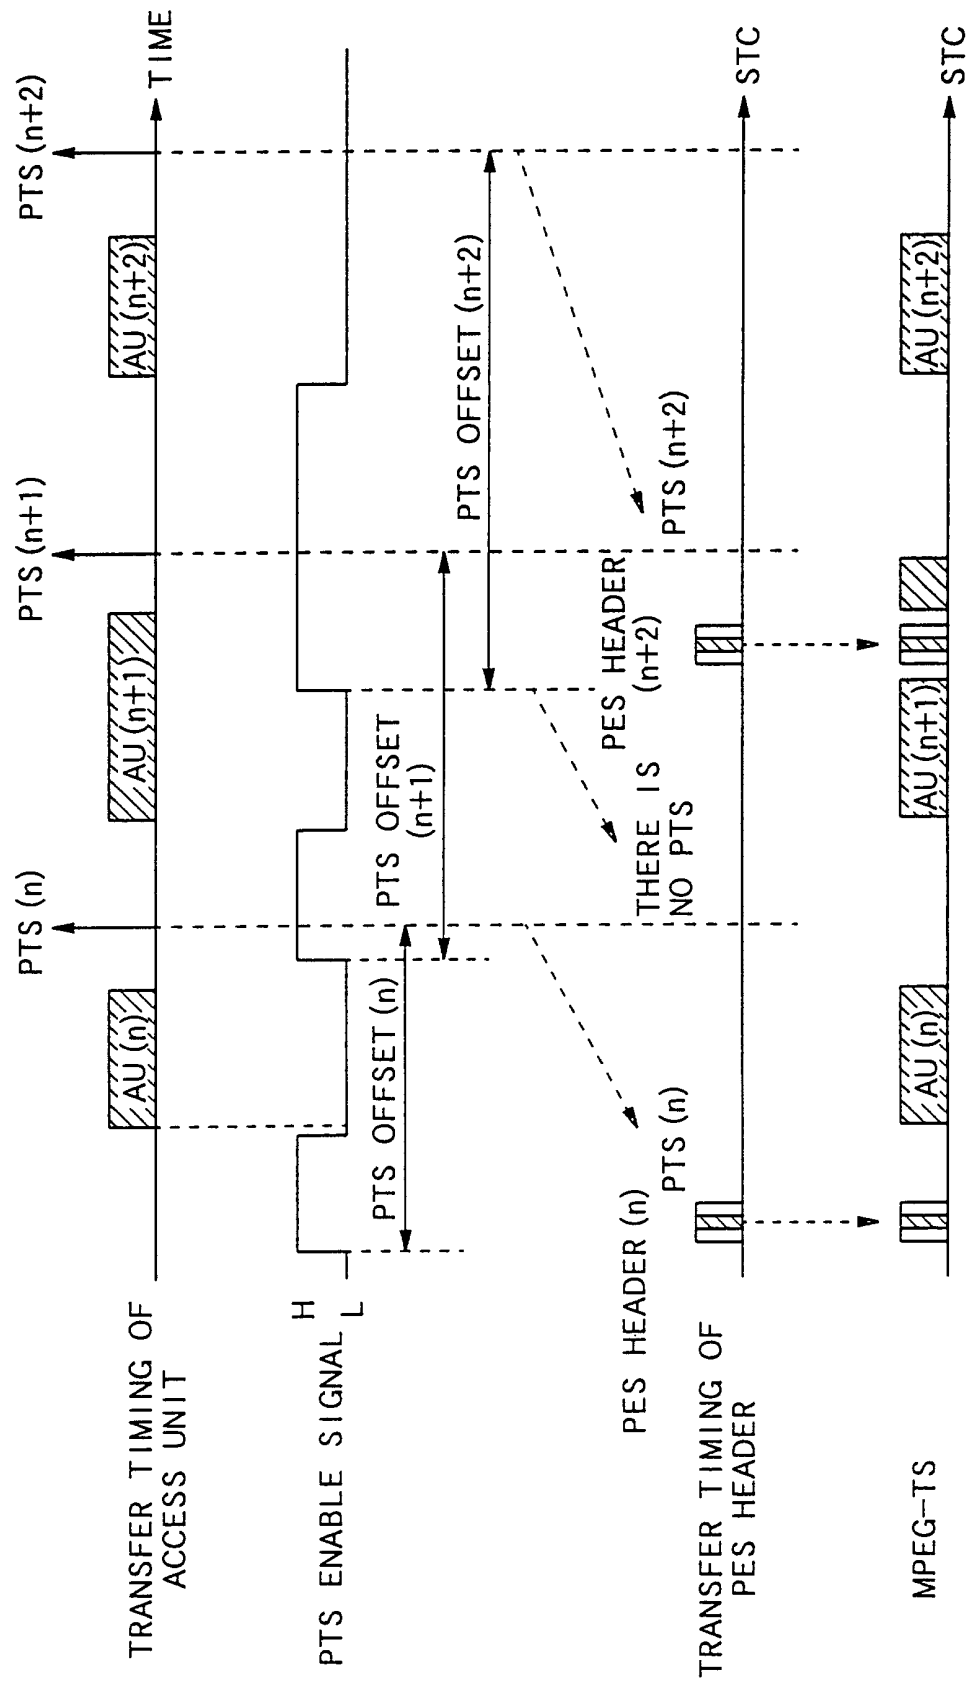 PTS (n)
PTS (n+1)
PTS (n+2)
TRANSFER TIMING OF
ACCESS UNIT
AU (n)
AU (n+1)
AU (n+2)
TIME
PTS ENABLE SIGNAL
H
L
PTS OFFSET (n)
PTS OFFSET
(n+1)
PTS OFFSET (n+2)
PES HEADER (n)
PTS (n)
THERE IS
NO PTS
PES HEADER
(n+2)
PTS (n+2)
TRANSFER TIMING OF
PES HEADER
STC
MPEG-TS
AU (n)
AU (n+1)
AU (n+2)
STC